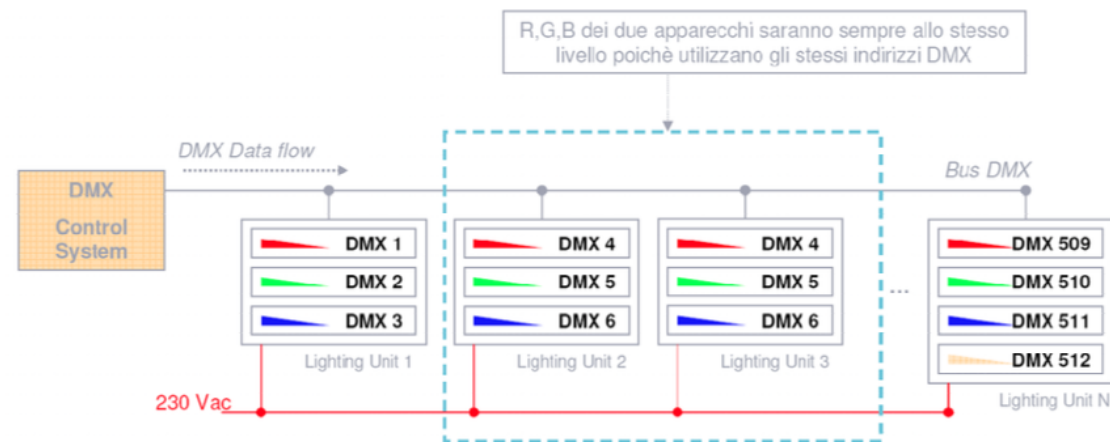 R,G,B dei due apparecchi saranno sempre allo stesso
livello poichè utilizzano gli stessi indirizzi DMX
DMX Data flow
Bus DMX
DMX
Control
System
DMX 1
DMX 2
DMX 3
Lighting Unit 1
DMX 4
DMX 5
DMX 6
Lighting Unit 2
DMX 4
DMX 5
DMX 6
Lighting Unit 3
...
DMX 509
DMX 510
DMX 511
DMX 512
Lighting Unit N
230 Vac